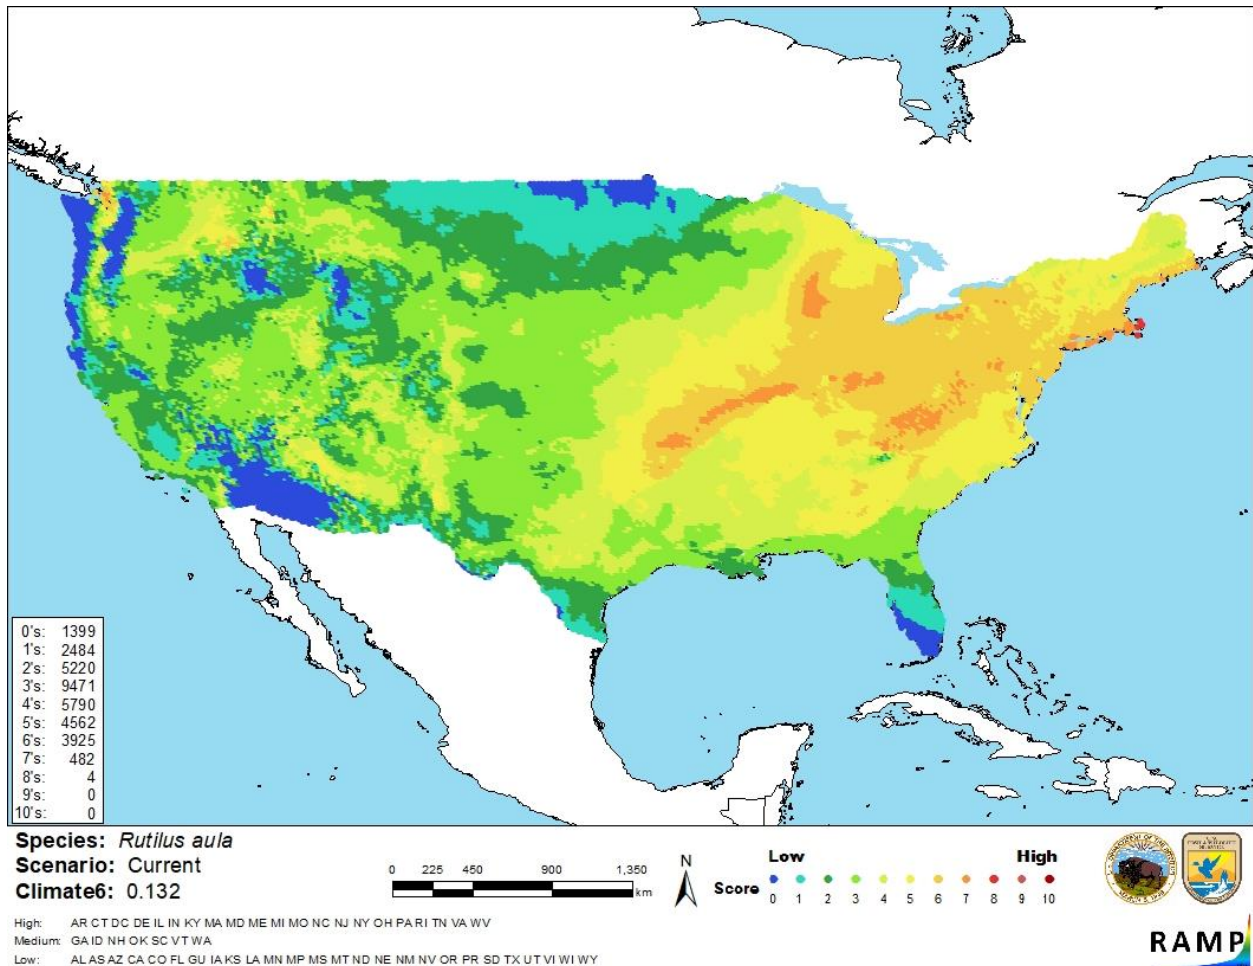 0's: 1399
1's: 2484
2's: 5220
3's: 9471
4's: 5790
5's: 4562
6's: 3925
7's: 482
8's: 4
9's: 0
10's: 0
Species: Rutilus aula
Scenario: Current
Climate6: 0.132
0 225 450 900 1,350
km
N
Low High
Score 0 1 2 3 4 5 6 7 8 9 10
High: AR CT DC DE IL IN KY MA MD ME MI MO NC NJ NY OH PA RI TN VA WV
Medium: GA ID NH OK SC VT WA
Low: AL AS AZ CA CO FL GU IA KS LA MN MP MS MT ND NE NM NV OR PR SD TX UT VI WI WY
RAMP